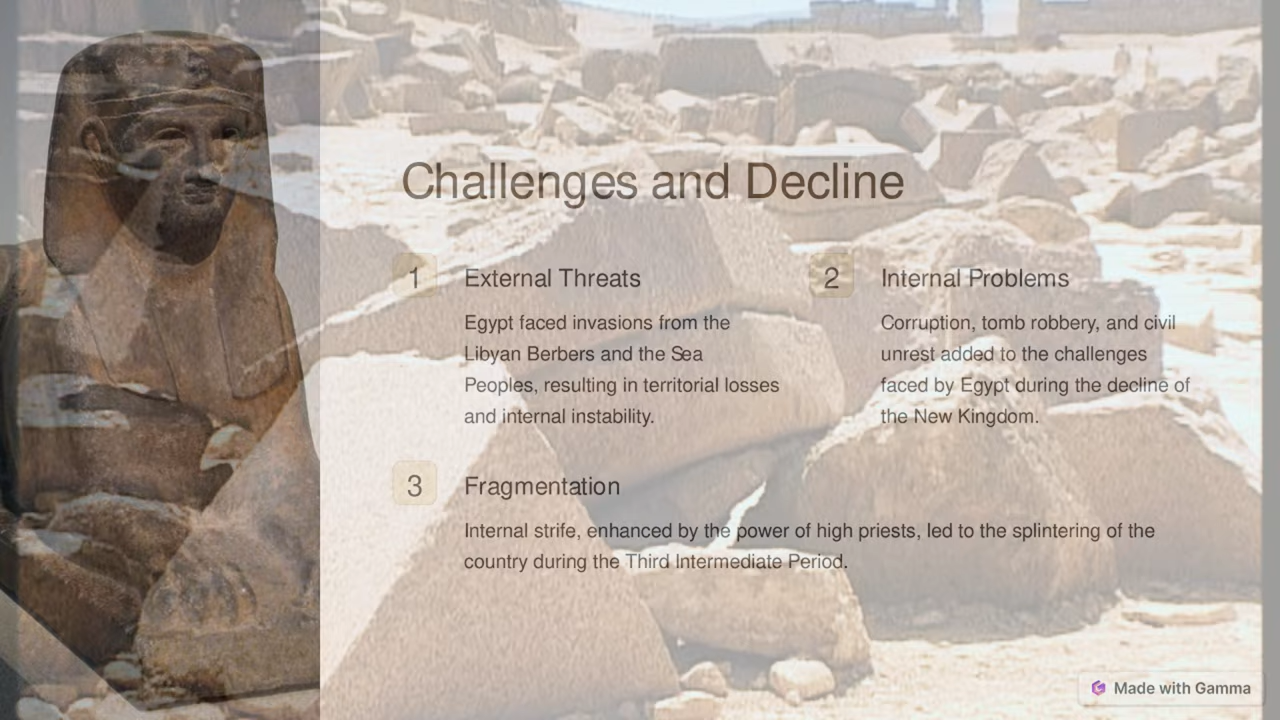 Challenges and Decline
1
External Threats
Egypt faced invasions from the
Libyan Berbers and the Sea
Peoples, resulting in territorial losses
and internal instability.
2
Internal Problems
Corruption, tomb robbery, and civil
unrest added to the challenges
faced by Egypt during the decline of
the New Kingdom.
3
Fragmentation
Internal strife, enhanced by the power of high priests, led to the splintering of the
country during the Third Intermediate Period.
Made with Gamma